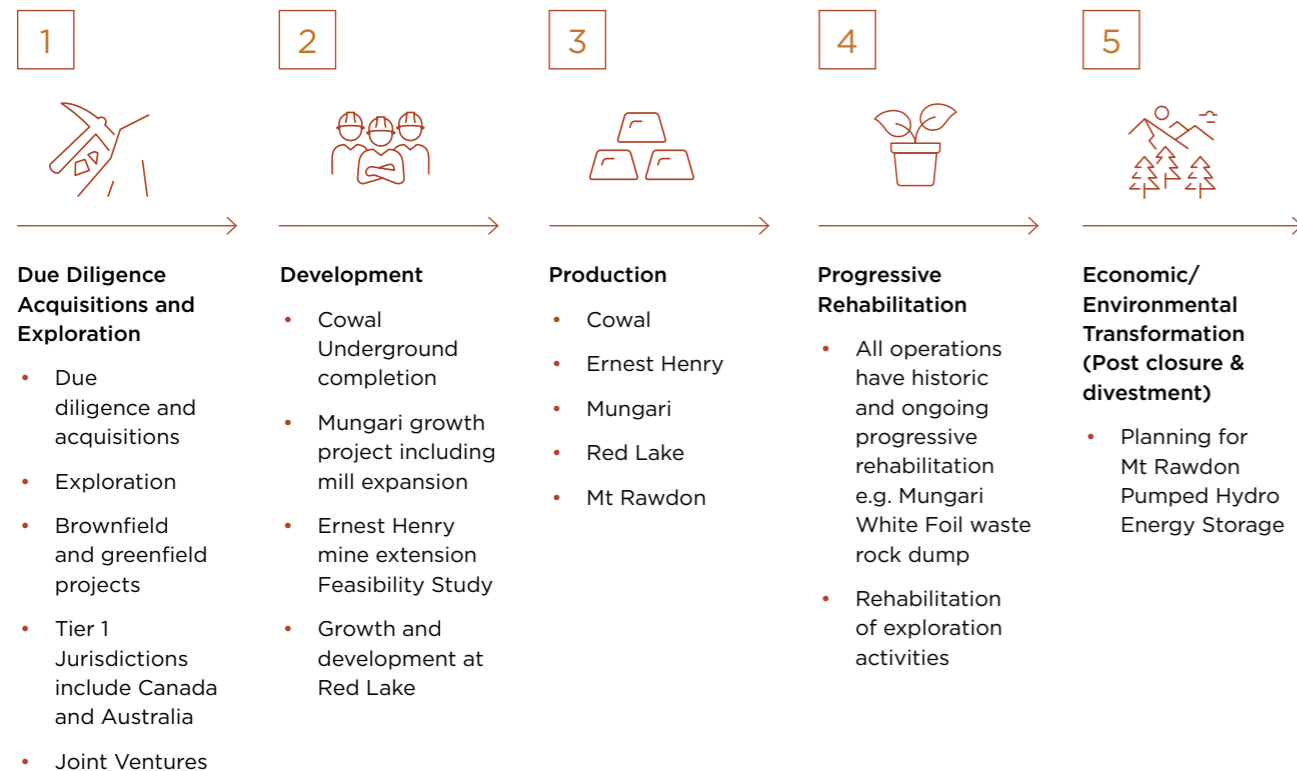 1
Due Diligence
Acquisitions and
Exploration
• Due
diligence and
acquisitions
• Exploration
• Brownfield
and greenfield
projects
• Tier 1
Jurisdictions
include Canada
and Australia
• Joint Ventures
2
Development
• Cowal
Underground
completion
• Mungari growth
project including
mill expansion
• Ernest Henry
mine extension
Feasibility Study
• Growth and
development at
Red Lake
3
Production
• Cowal
• Ernest Henry
• Mungari
• Red Lake
• Mt Rawdon
4
Progressive
Rehabilitation
• All operations
have historic
and ongoing
progressive
rehabilitation
e.g. Mungari
White Foil waste
rock dump
• Rehabilitation
of exploration
activities
5
Economic/
Environmental
Transformation
(Post closure &
divestment)
• Planning for
Mt Rawdon
Pumped Hydro
Energy Storage